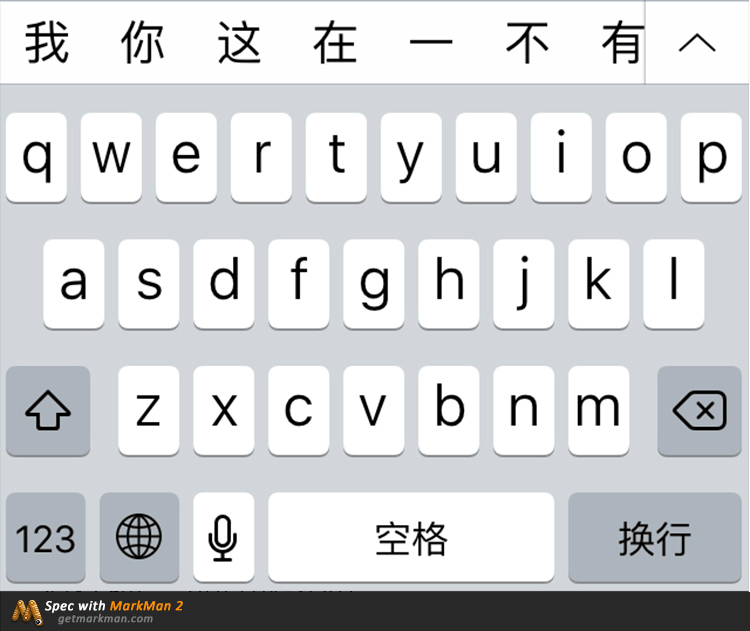 我 你 这 在 一 不 有
q w e r t y u i o p
a s d f g h j k l
z x c v b n m
123 空格 换行
Spec with MarkMan 2
getmarkman.com